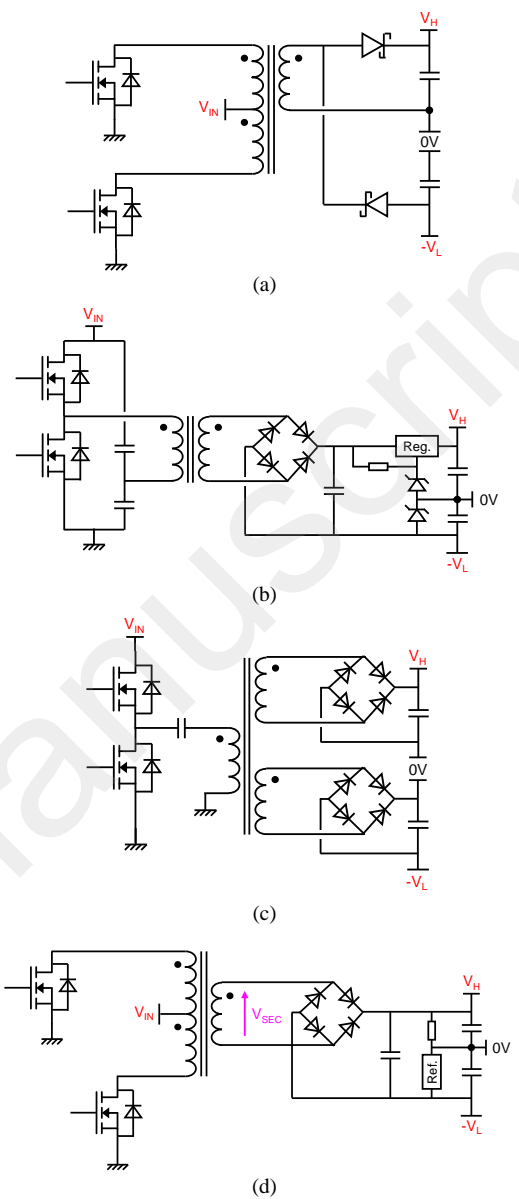 V_H
V_IN
0V
-V_L
(a)
V_IN
V_H
Reg.
0V
-V_L
(b)
V_IN
V_H
0V
-V_L
(c)
V_H
V_IN
V_SEC
0V
Ref.
-V_L
(d)
anuscrip